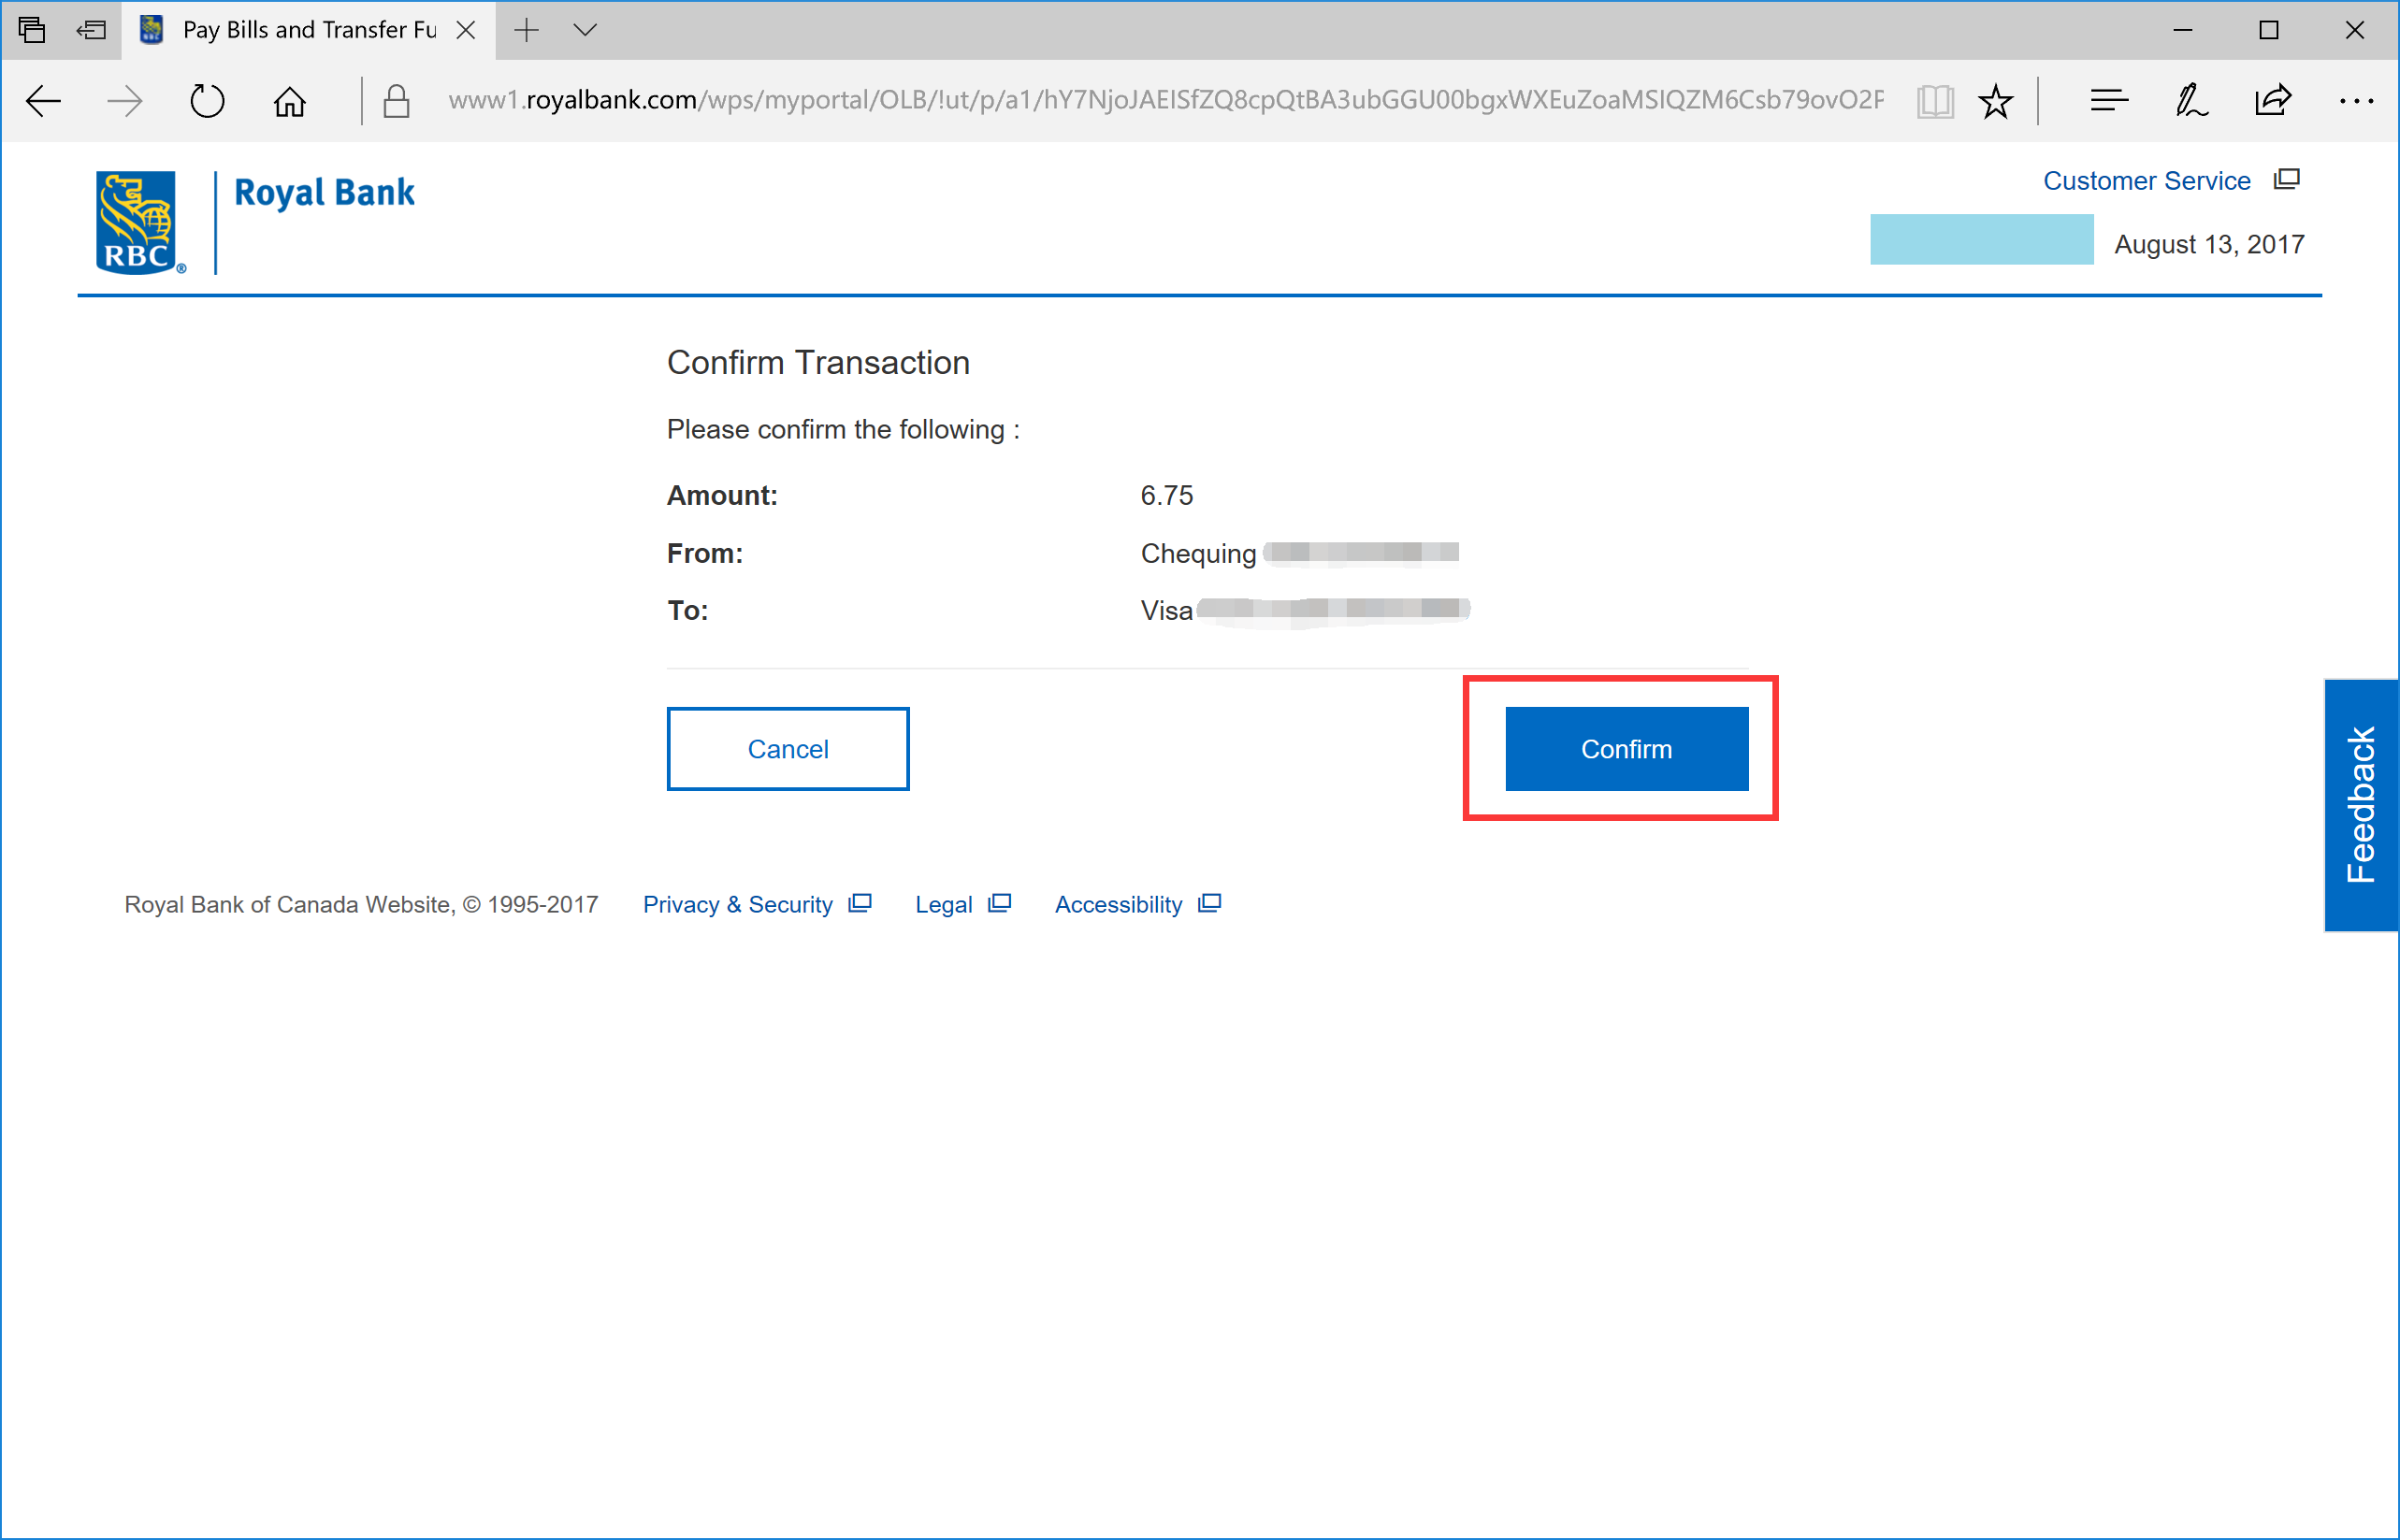 Pay Bills and Transfer Fu
www1.royalbank.com/wps/myportal/OLB/!ut/p/a1/hY7NjoJAEISfZQ8cpQtBA3ubGGU00bgxWXEuZoaMSIQZM6Csb79ovO2F
RBC®
Royal Bank
Customer Service
August 13, 2017
Confirm Transaction
Please confirm the following :
Amount: 6.75
From: Chequing
To: Visa
Cancel Confirm
Feedback
Royal Bank of Canada Website, © 1995-2017 Privacy & Security Legal Accessibility